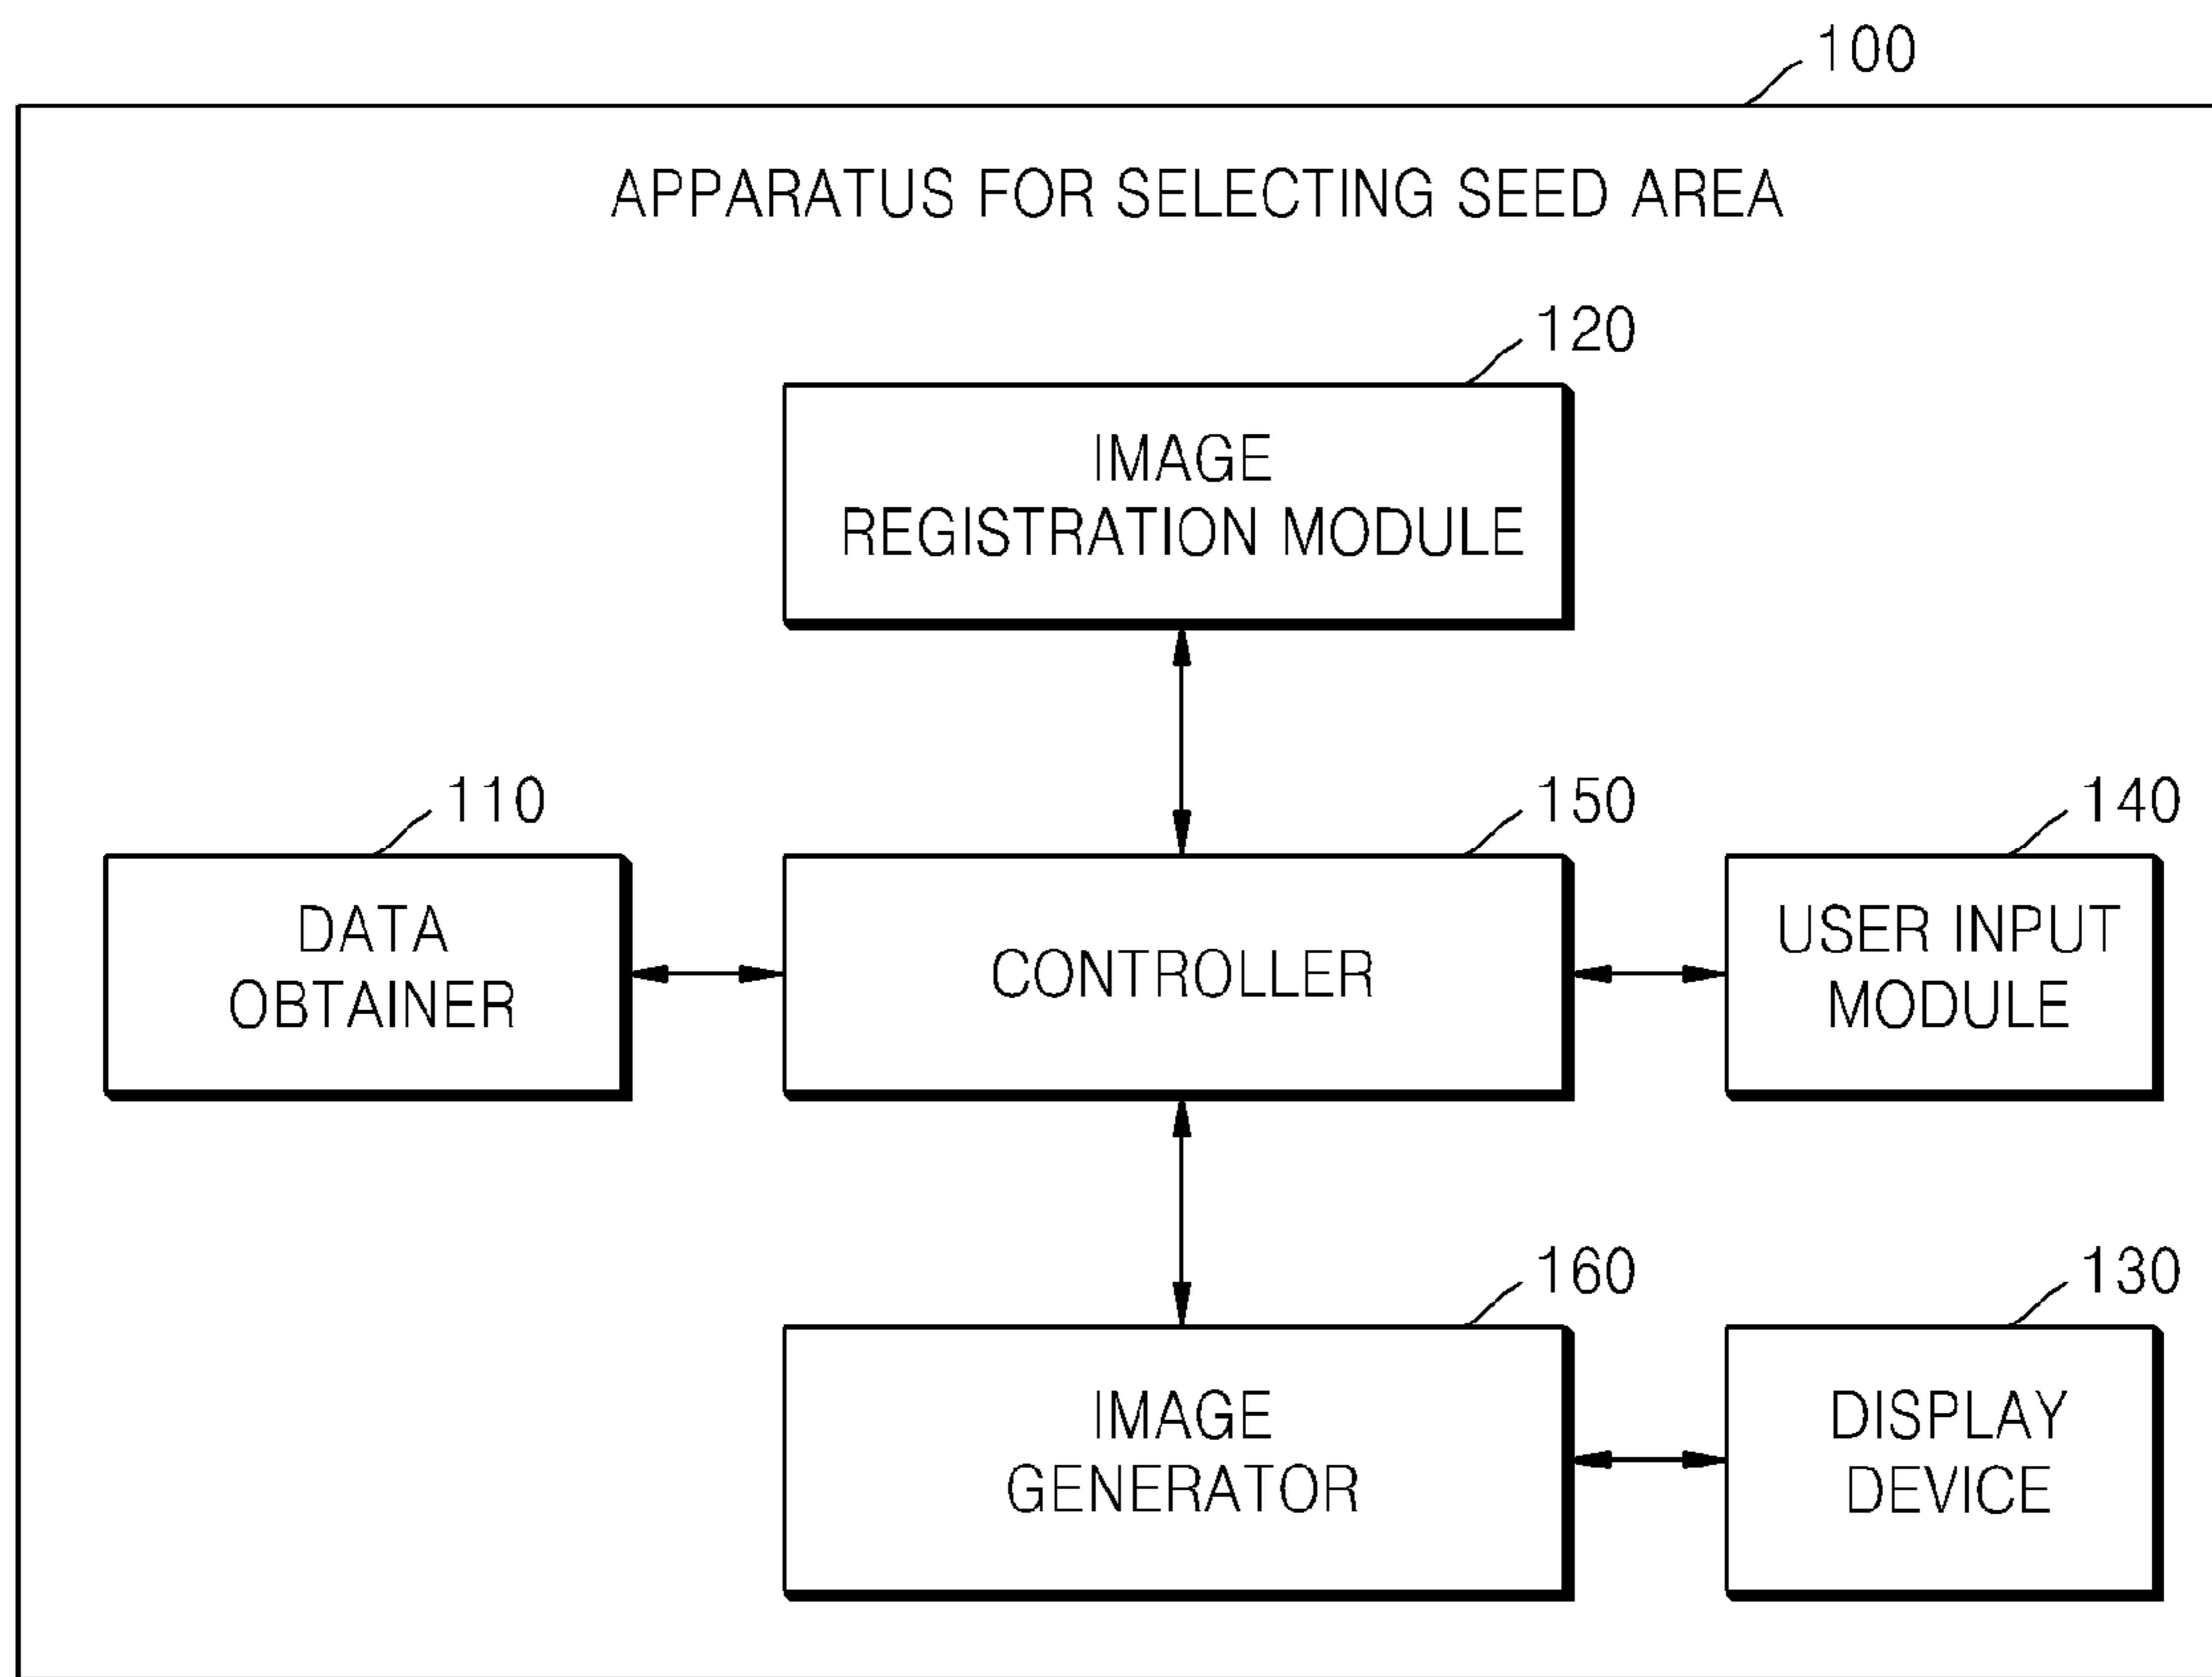 100
APPARATUS FOR SELECTING SEED AREA
120
IMAGE
REGISTRATION MODULE
110
150
140
DATA
OBTAINER
CONTROLLER
USER INPUT
MODULE
160
130
IMAGE
GENERATOR
DISPLAY
DEVICE